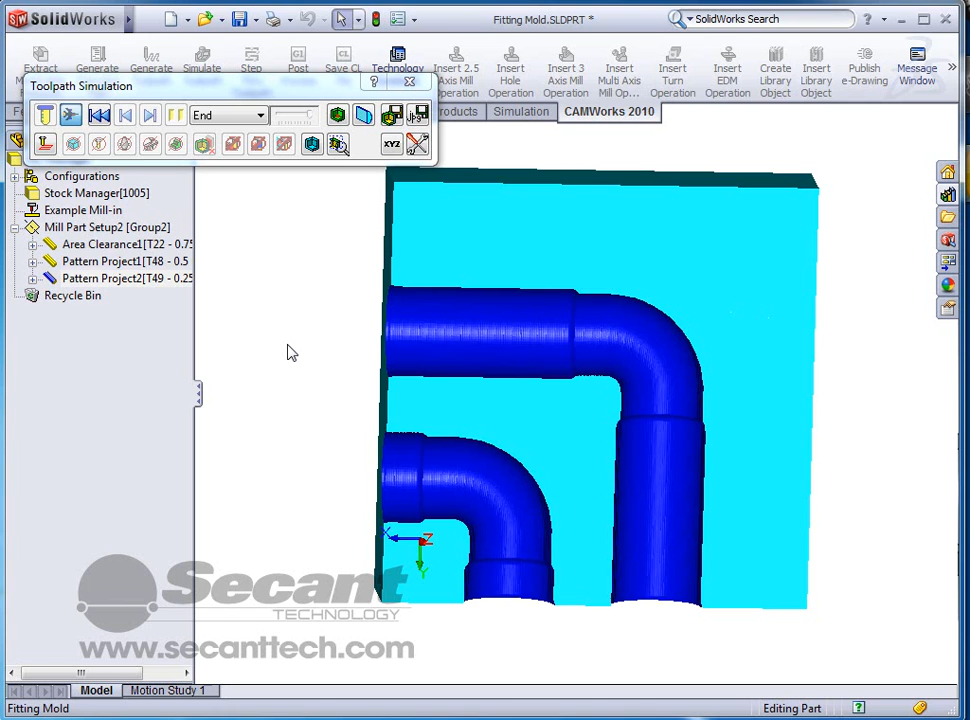 SolidWorks
Fitting Mold.SLDPRT *
SolidWorks Search
Extract
Generate
Generate
Simulate
Step
Post
Save CL
Technology
Insert 2.5
Axis Mill
Operation
Insert
Hole
Operation
Insert 3
Axis Mill
Operation
Insert
Multi Axis
Mill Op...
Insert
Turn
Operation
Insert
EDM
Operation
Create
Library
Object
Insert
Library
Object
Publish
e-Drawing
Message
Window
Toolpath Simulation
End
XYZ
roducts
Simulation
CAMWorks 2010
Configurations
Stock Manager[1005]
Example Mill-in
Mill Part Setup2 [Group2]
Area Clearance1[T22 - 0.75
Pattern Project1[T48 - 0.5
Pattern Project2[T49 - 0.25
Recycle Bin
X
Z
Y
Secant
TECHNOLOGY
www.secanttech.com
Model
Motion Study 1
Fitting Mold
Editing Part